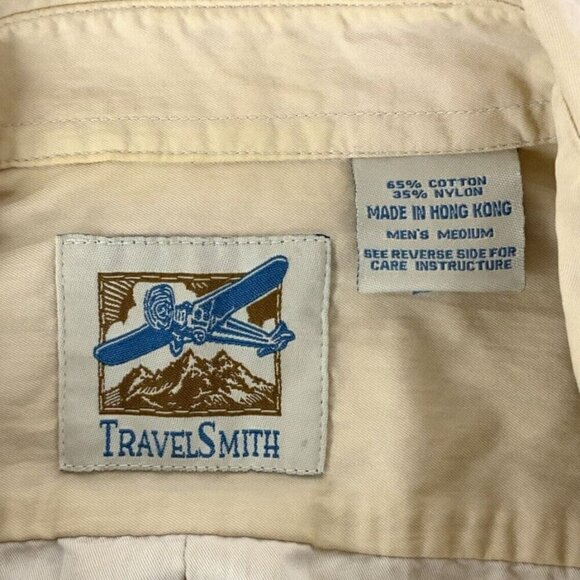 65% COTTON
35% NYLON
MADE IN HONG KONG
MEN'S MEDIUM
SEE REVERSE SIDE FOR
CARE INSTRUCTURE
TRAVELSMITH